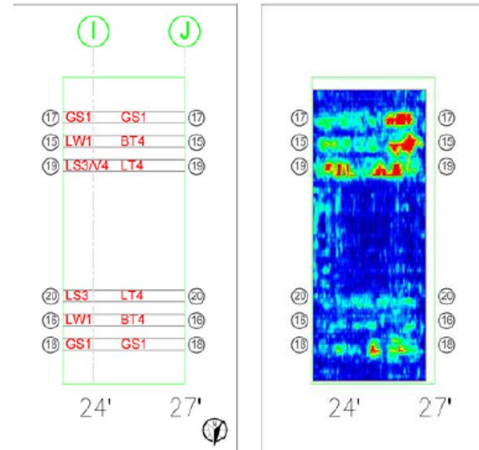 I J
17 GS1 GS1 17
15 LW1 BT4 15
19 LS3/V4 LT4 19
20 LS3 LT4 20
16 LW1 BT4 16
18 GS1 GS1 18
24' 27'
17 17
15 15
19 19
20 20
16 16
18 18
24' 27'